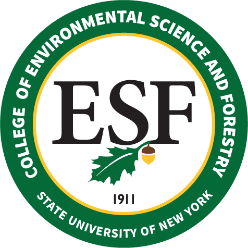 COLLEGE OF ENVIRONMENTAL SCIENCE AND FORESTRY
ESF
1911
STATE UNIVERSITY OF NEW YORK